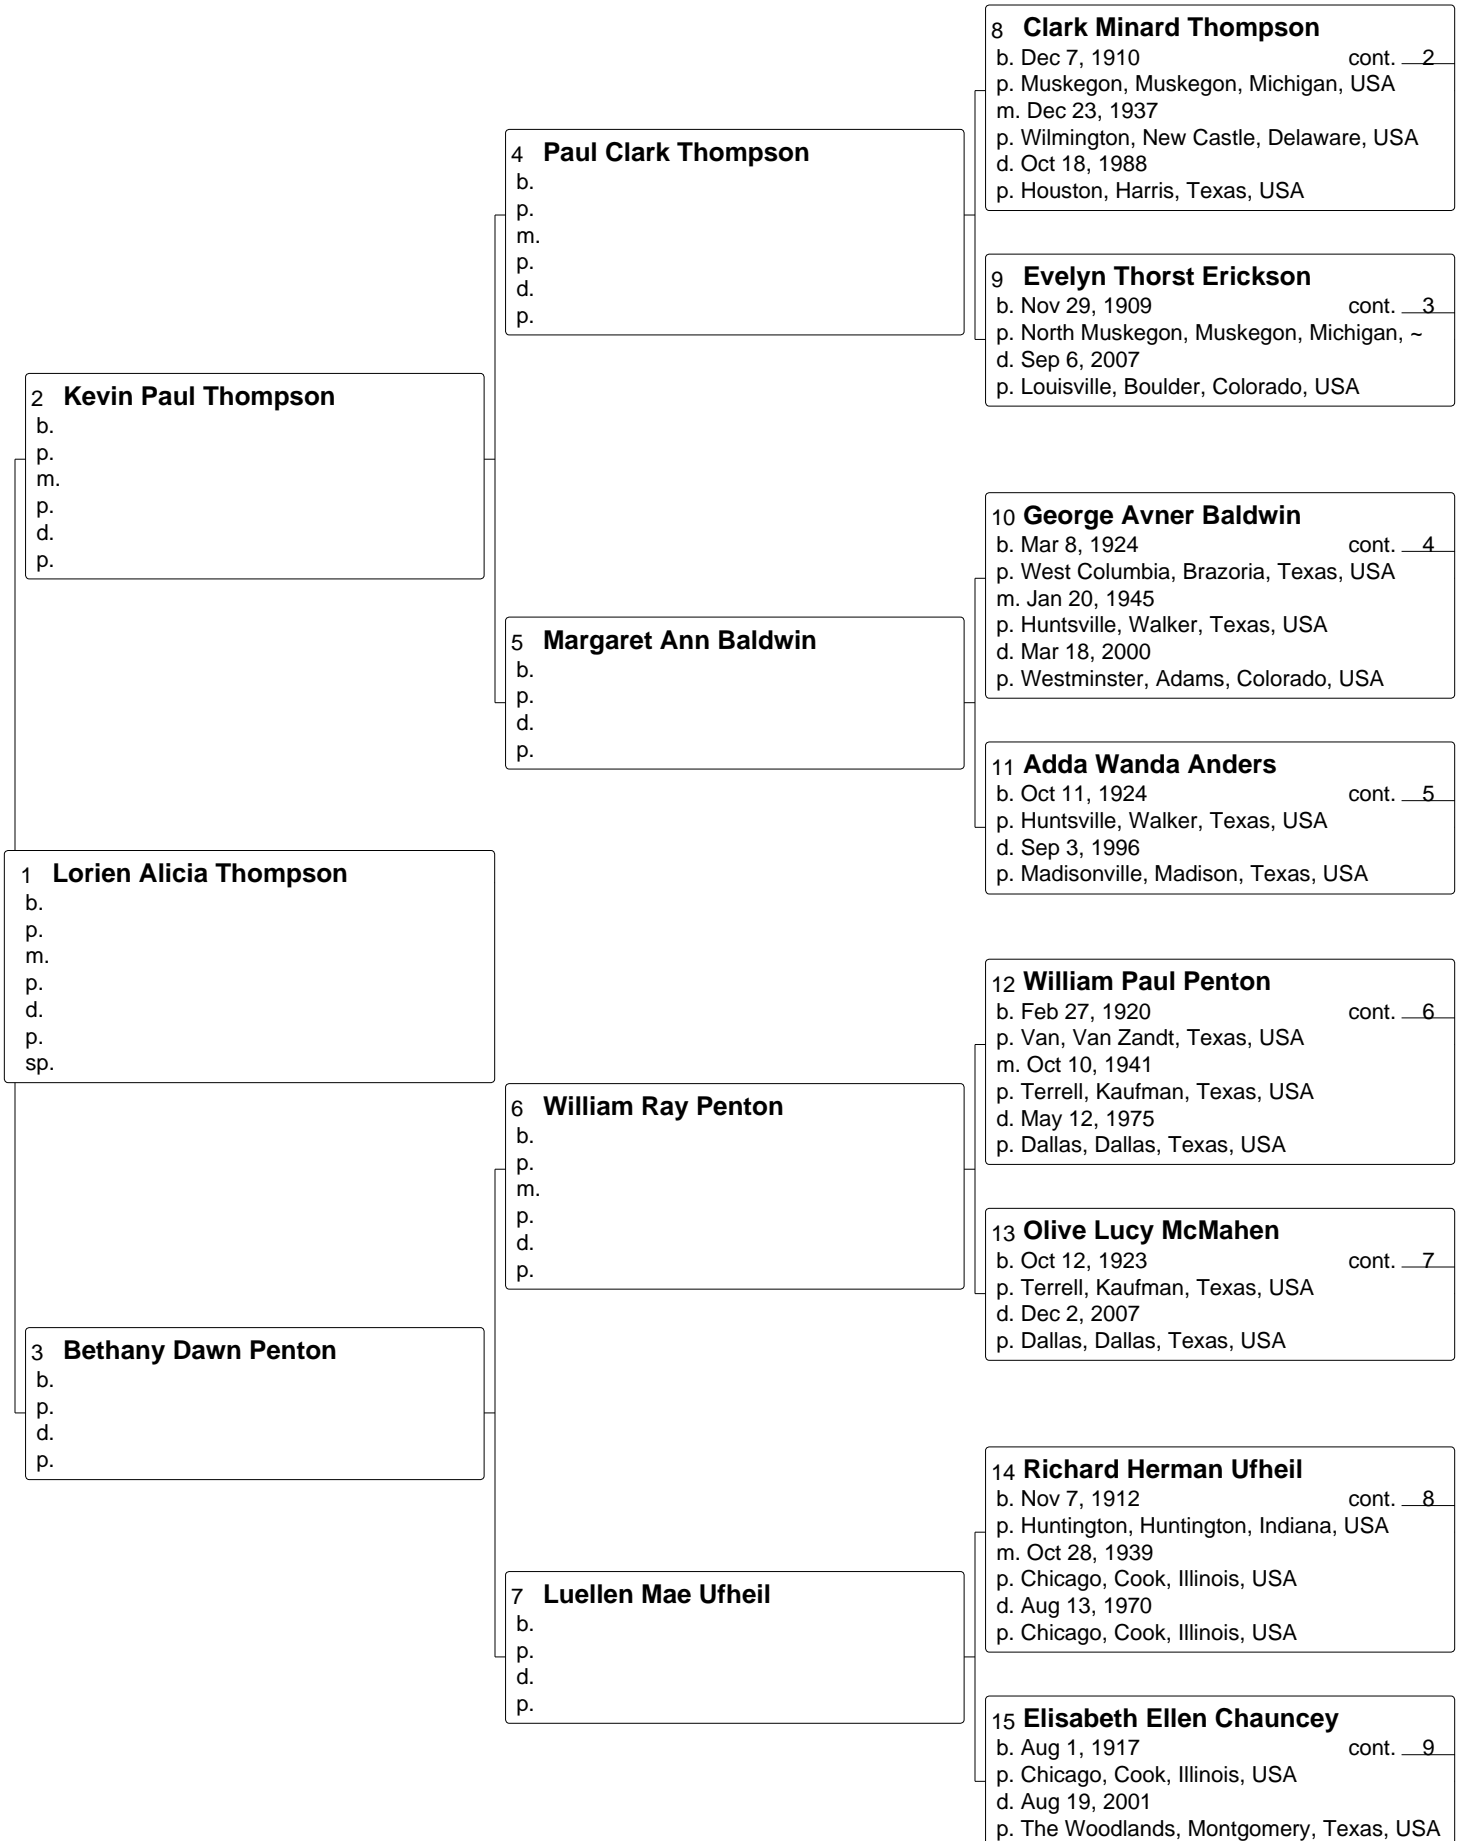 8 Clark Minard Thompson
b. Dec 7, 1910 cont. 2
p. Muskegon, Muskegon, Michigan, USA
m. Dec 23, 1937
p. Wilmington, New Castle, Delaware, USA
d. Oct 18, 1988
p. Houston, Harris, Texas, USA
4 Paul Clark Thompson
b.
p.
m.
p.
d.
p.
9 Evelyn Thorst Erickson
b. Nov 29, 1909 cont. 3
p. North Muskegon, Muskegon, Michigan, ~
d. Sep 6, 2007
p. Louisville, Boulder, Colorado, USA
2 Kevin Paul Thompson
b.
p.
m.
p.
d.
p.
10 George Avner Baldwin
b. Mar 8, 1924 cont. 4
p. West Columbia, Brazoria, Texas, USA
m. Jan 20, 1945
p. Huntsville, Walker, Texas, USA
d. Mar 18, 2000
p. Westminster, Adams, Colorado, USA
5 Margaret Ann Baldwin
b.
p.
d.
p.
11 Adda Wanda Anders
b. Oct 11, 1924 cont. 5
p. Huntsville, Walker, Texas, USA
d. Sep 3, 1996
p. Madisonville, Madison, Texas, USA
1 Lorien Alicia Thompson
b.
p.
m.
p.
d.
p.
sp.
12 William Paul Penton
b. Feb 27, 1920 cont. 6
p. Van, Van Zandt, Texas, USA
m. Oct 10, 1941
p. Terrell, Kaufman, Texas, USA
d. May 12, 1975
p. Dallas, Dallas, Texas, USA
6 William Ray Penton
b.
p.
m.
p.
d.
p.
13 Olive Lucy McMahen
b. Oct 12, 1923 cont. 7
p. Terrell, Kaufman, Texas, USA
d. Dec 2, 2007
p. Dallas, Dallas, Texas, USA
3 Bethany Dawn Penton
b.
p.
d.
p.
14 Richard Herman Ufheil
b. Nov 7, 1912 cont. 8
p. Huntington, Huntington, Indiana, USA
m. Oct 28, 1939
p. Chicago, Cook, Illinois, USA
d. Aug 13, 1970
p. Chicago, Cook, Illinois, USA
7 Luellen Mae Ufheil
b.
p.
d.
p.
15 Elisabeth Ellen Chauncey
b. Aug 1, 1917 cont. 9
p. Chicago, Cook, Illinois, USA
d. Aug 19, 2001
p. The Woodlands, Montgomery, Texas, USA